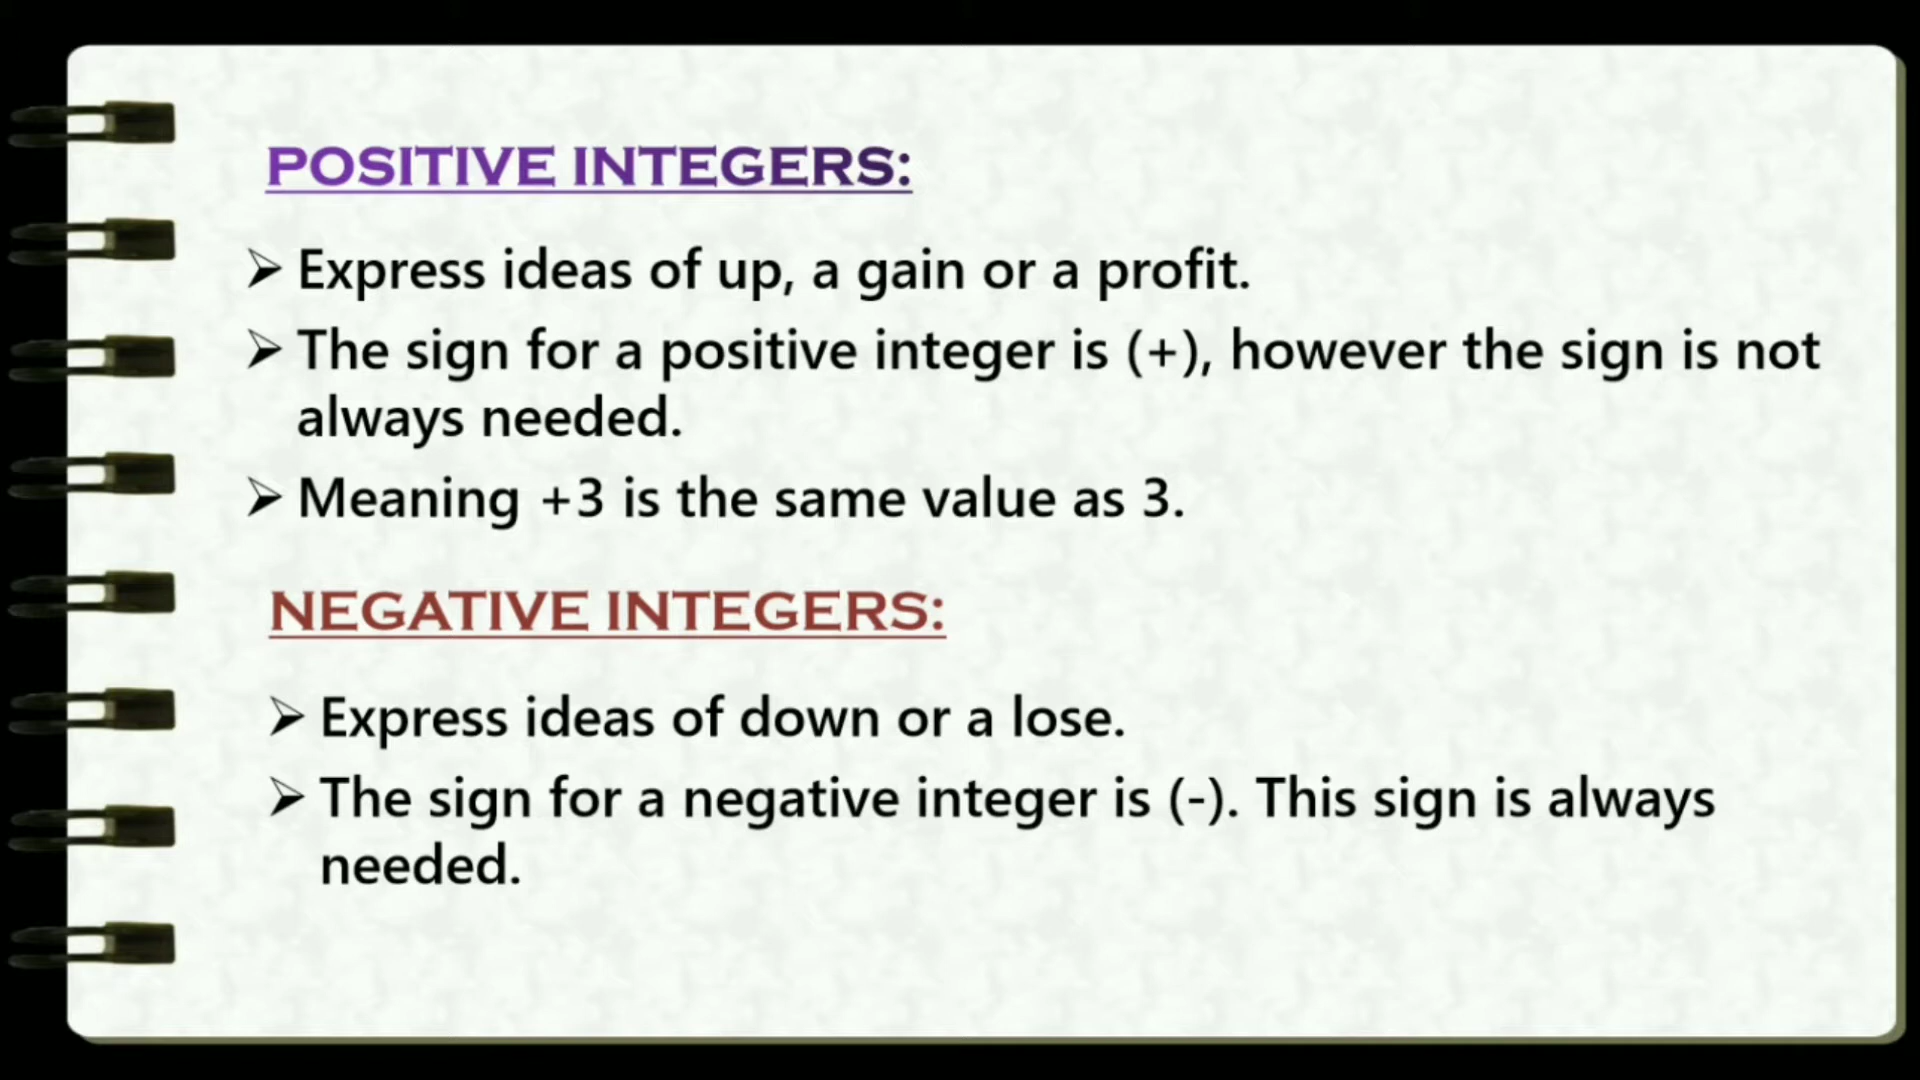 POSITIVE INTEGERS:
➢ Express ideas of up, a gain or a profit.
➢ The sign for a positive integer is (+), however the sign is not
always needed.
➢ Meaning +3 is the same value as 3.
NEGATIVE INTEGERS:
➢ Express ideas of down or a lose.
➢ The sign for a negative integer is (-). This sign is always
needed.